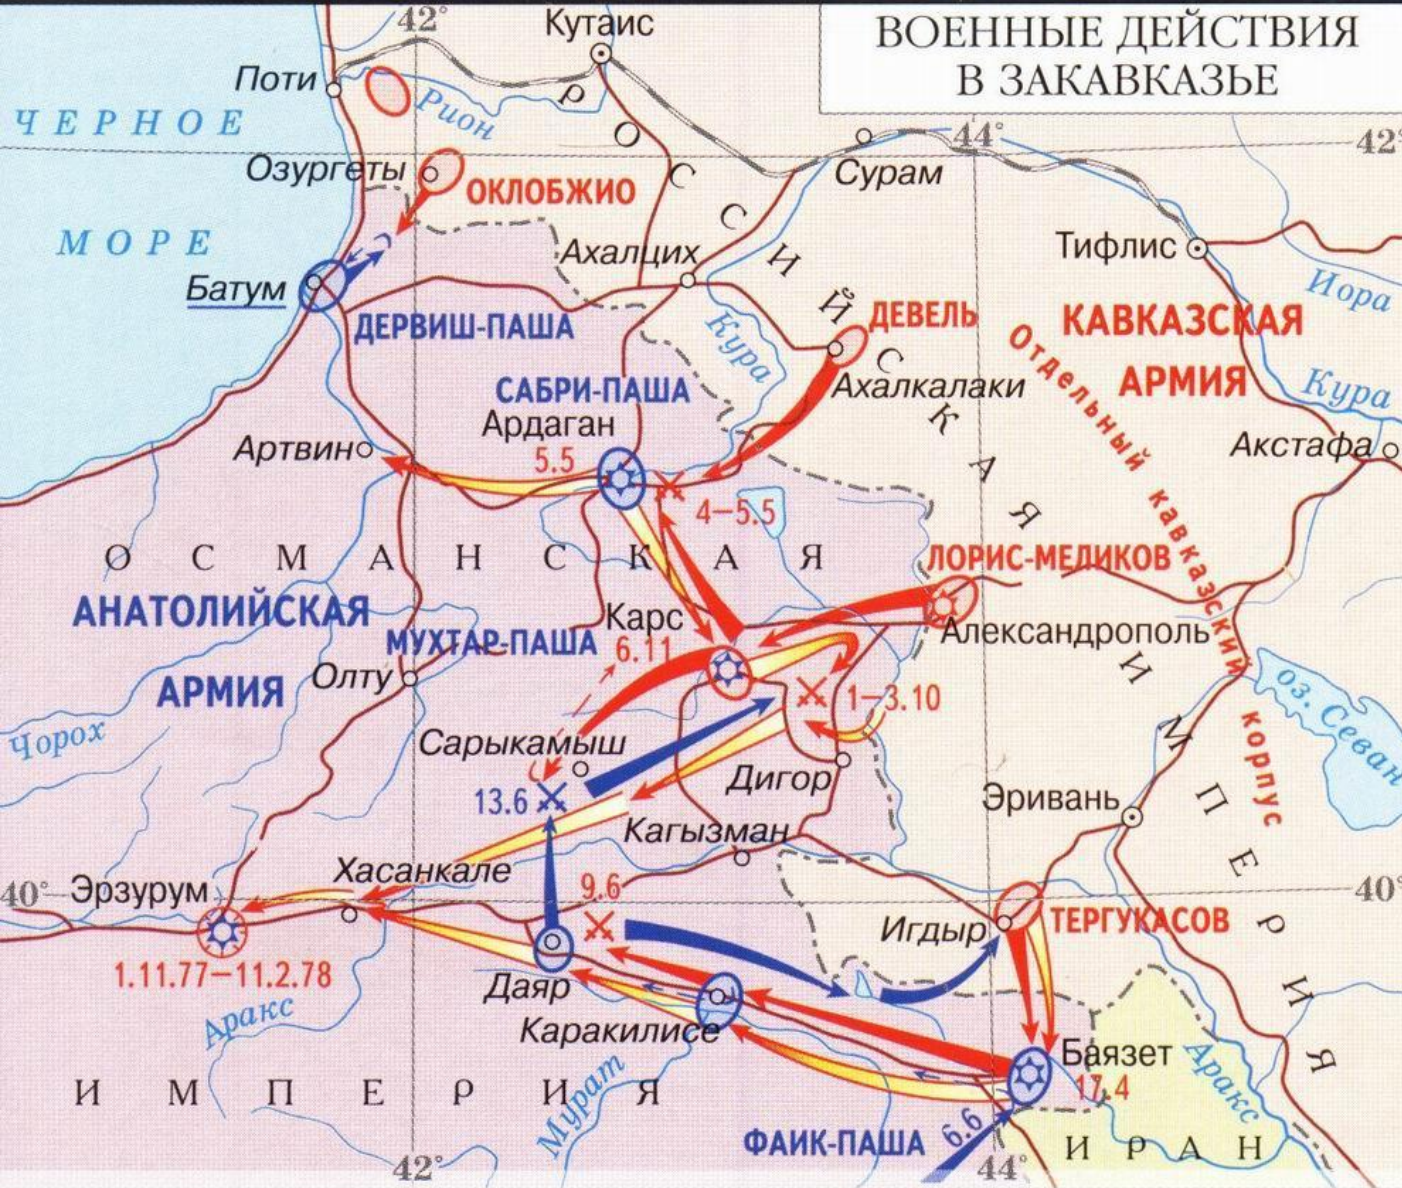 ВОЕННЫЕ ДЕЙСТВИЯ
В ЗАКАВКАЗЬЕ
42°
Кутаис
Поти
Рион
ЧЕРНОЕ
МОРЕ
44°
42°
Сурам
Озургеты
ОКЛОБЖИО
РОССИЙСКАЯ
Ахалцих
Тифлис
Иора
Батум
ДЕРВИШ-ПАША
Кура
ДЕВЕЛЬ
КАВКАЗСКАЯ
АРМИЯ
Отдельный кавказский корпус
Кура
САБРИ-ПАША
Ахалкалаки
Ардаган
Артвин
5.5
Акстафа
4–5.5
ОСМАНСКАЯ
ЛОРИС-МЕЛИКОВ
АНАТОЛИЙСКАЯ
АРМИЯ
МУХТАР-ПАША
Карс
6.11
Александрополь
ИМПЕРИЯ
Олту
1–3.10
оз. Севан
Чорох
Сарыкамыш
Дигор
13.6
Эривань
Кагызман
Хасанкале
40°
Эрзурум
9.6
40°
Игдыр
ТЕРГУКАСОВ
1.11.77–11.2.78
Даяр
Аракс
Каракилисе
Баязет
17.4
Аракс
ИМПЕРИЯ
Мурат
ФАИК-ПАША
6.6
ИРАН
42°
44°